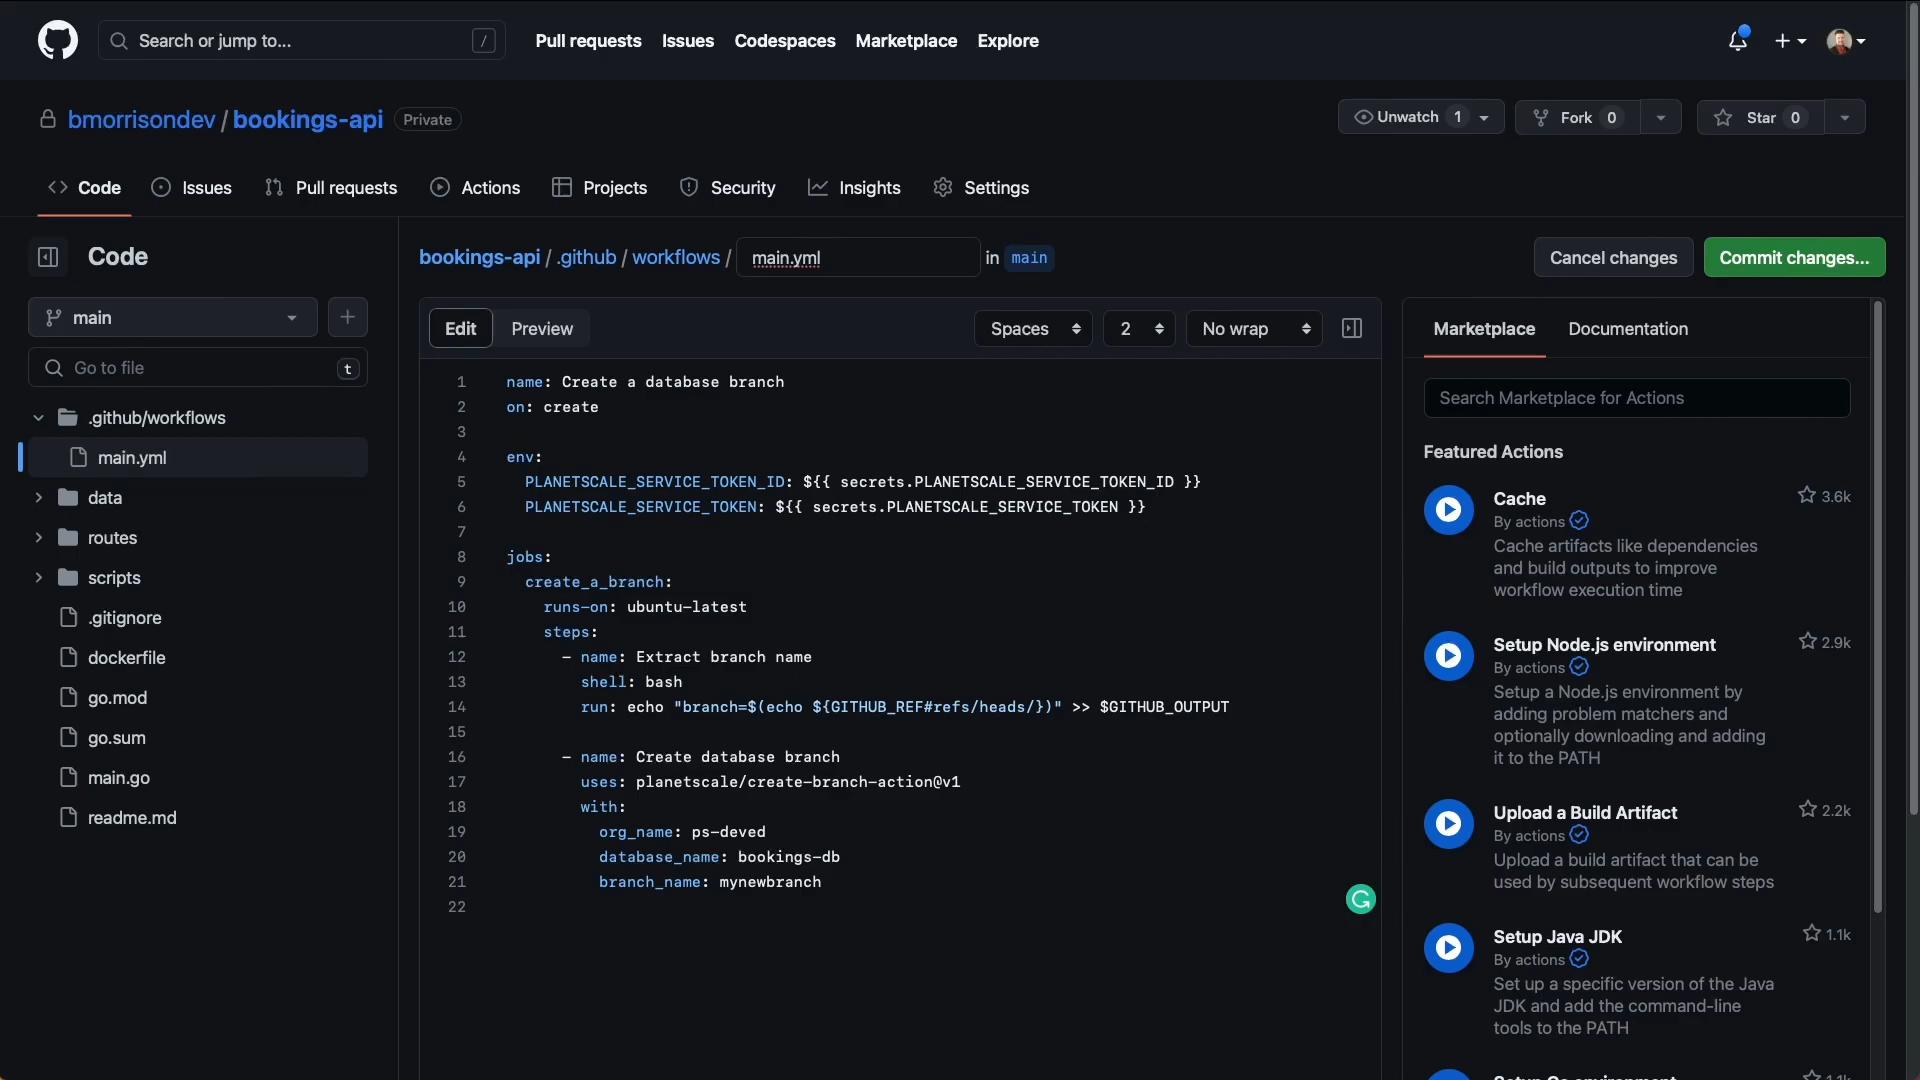 Search or jump to...
/
Pull requests
Issues
Codespaces
Marketplace
Explore
bmorrisondev / bookings-api
Private
Unwatch 1
Fork 0
Star 0
Code
Issues
Pull requests
Actions
Projects
Security
Insights
Settings
Code
main
Go to file
t
.github/workflows
main.yml
data
routes
scripts
.gitignore
dockerfile
go.mod
go.sum
main.go
readme.md
bookings-api / .github / workflows / main.yml in main
Cancel changes
Commit changes...
Edit
Preview
Spaces
2
No wrap
1 name: Create a database branch
2 on: create
3
4 env:
5 PLANETSCALE_SERVICE_TOKEN_ID: ${{ secrets.PLANETSCALE_SERVICE_TOKEN_ID }}
6 PLANETSCALE_SERVICE_TOKEN: ${{ secrets.PLANETSCALE_SERVICE_TOKEN }}
7
8 jobs:
9 create_a_branch:
10 runs-on: ubuntu-latest
11 steps:
12 - name: Extract branch name
13 shell: bash
14 run: echo "branch=$(echo ${GITHUB_REF#refs/heads/})" >> $GITHUB_OUTPUT
15
16 - name: Create database branch
17 uses: planetscale/create-branch-action@v1
18 with:
19 org_name: ps-deved
20 database_name: bookings-db
21 branch_name: mynewbranch
22
Marketplace
Documentation
Search Marketplace for Actions
Featured Actions
Cache
3.6k
By actions
Cache artifacts like dependencies
and build outputs to improve
workflow execution time
Setup Node.js environment
2.9k
By actions
Setup a Node.js environment by
adding problem matchers and
optionally downloading and adding
it to the PATH
Upload a Build Artifact
2.2k
By actions
Upload a build artifact that can be
used by subsequent workflow steps
Setup Java JDK
1.1k
By actions
Set up a specific version of the Java
JDK and add the command-line
tools to the PATH
Setup Go environment
1.1k